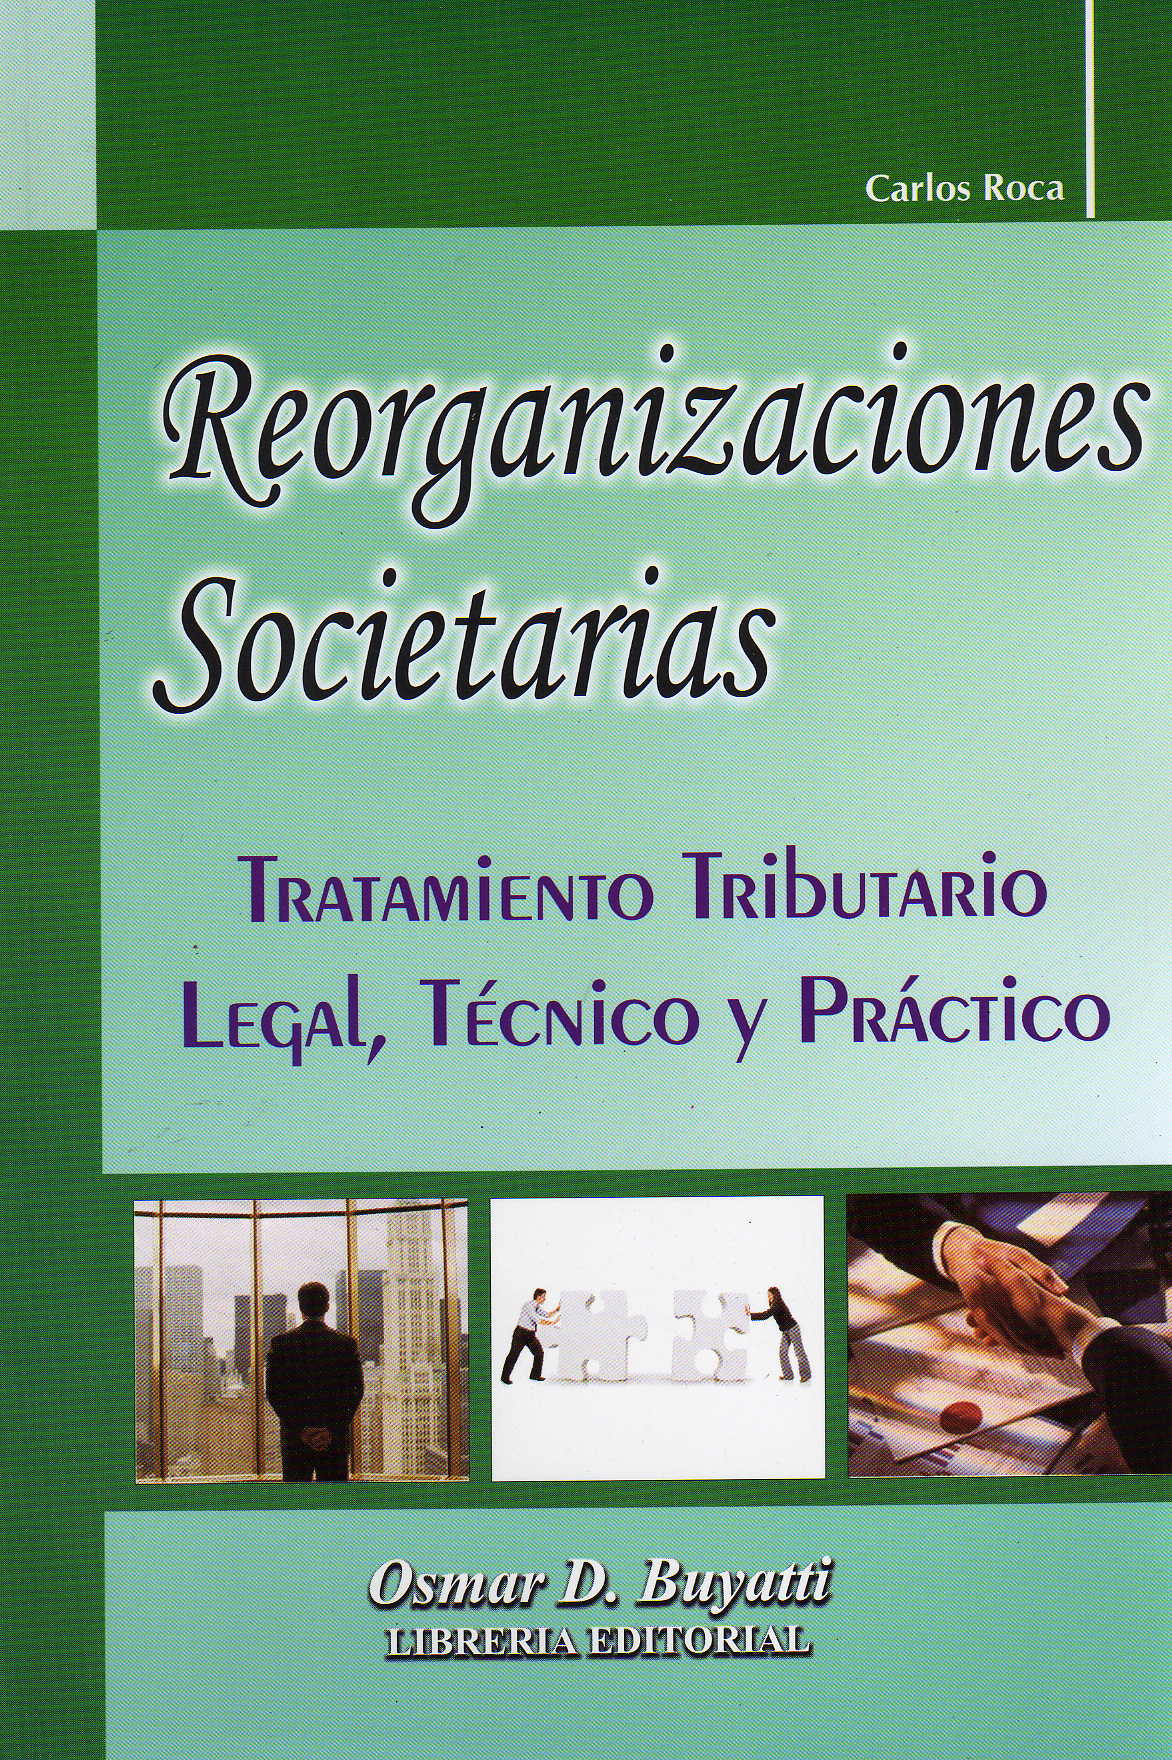 Carlos Roca
Reorganizaciones
Societarias
Tratamiento Tributario
Legal, Técnico y Práctico
Osmar D. Buyatti
LIBRERIA EDITORIAL